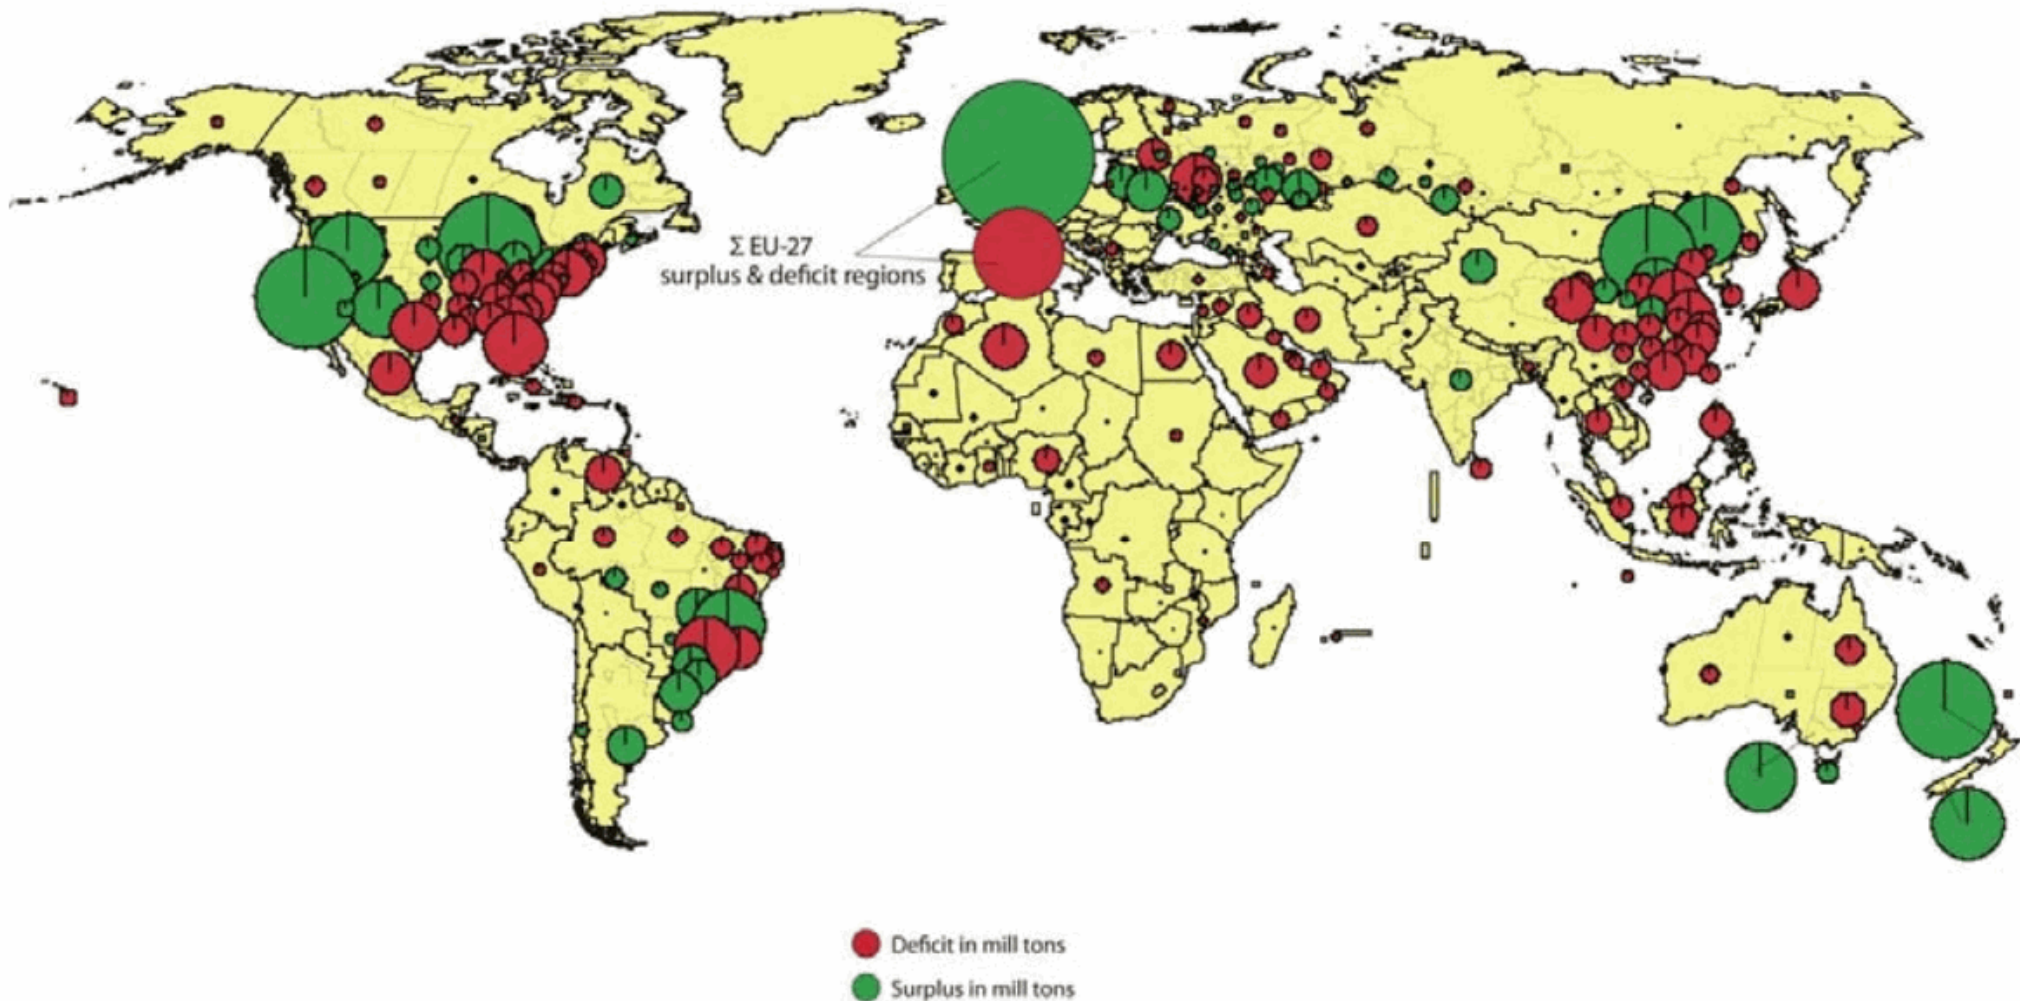 Σ EU-27
surplus & deficit regions
Deficit in mill tons
Surplus in mill tons